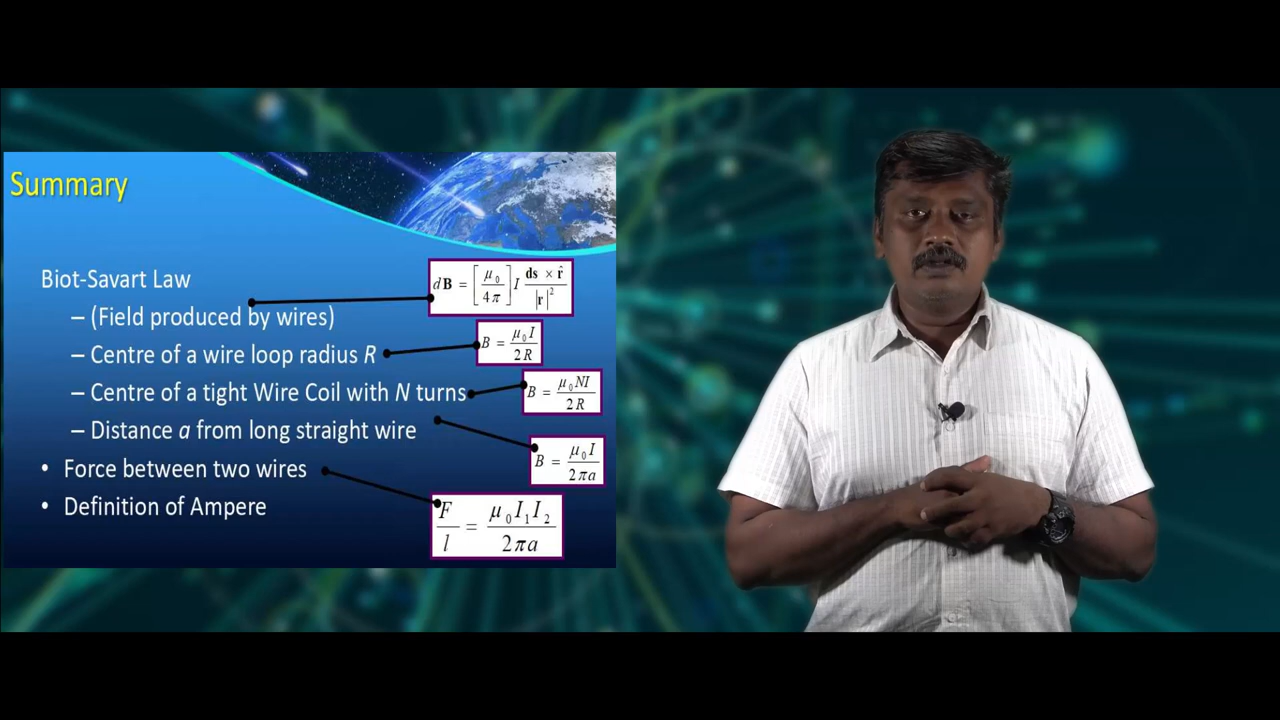 Summary
Biot-Savart Law
– (Field produced by wires)
– Centre of a wire loop radius R
– Centre of a tight Wire Coil with N turns
– Distance a from long straight wire
• Force between two wires
• Definition of Ampere
dB = [μ₀/4π] I ds × r̂/|r|²
B = μ₀I/2R
B = μ₀NI/2R
B = μ₀I/2πa
F/l = μ₀I₁I₂/2πa